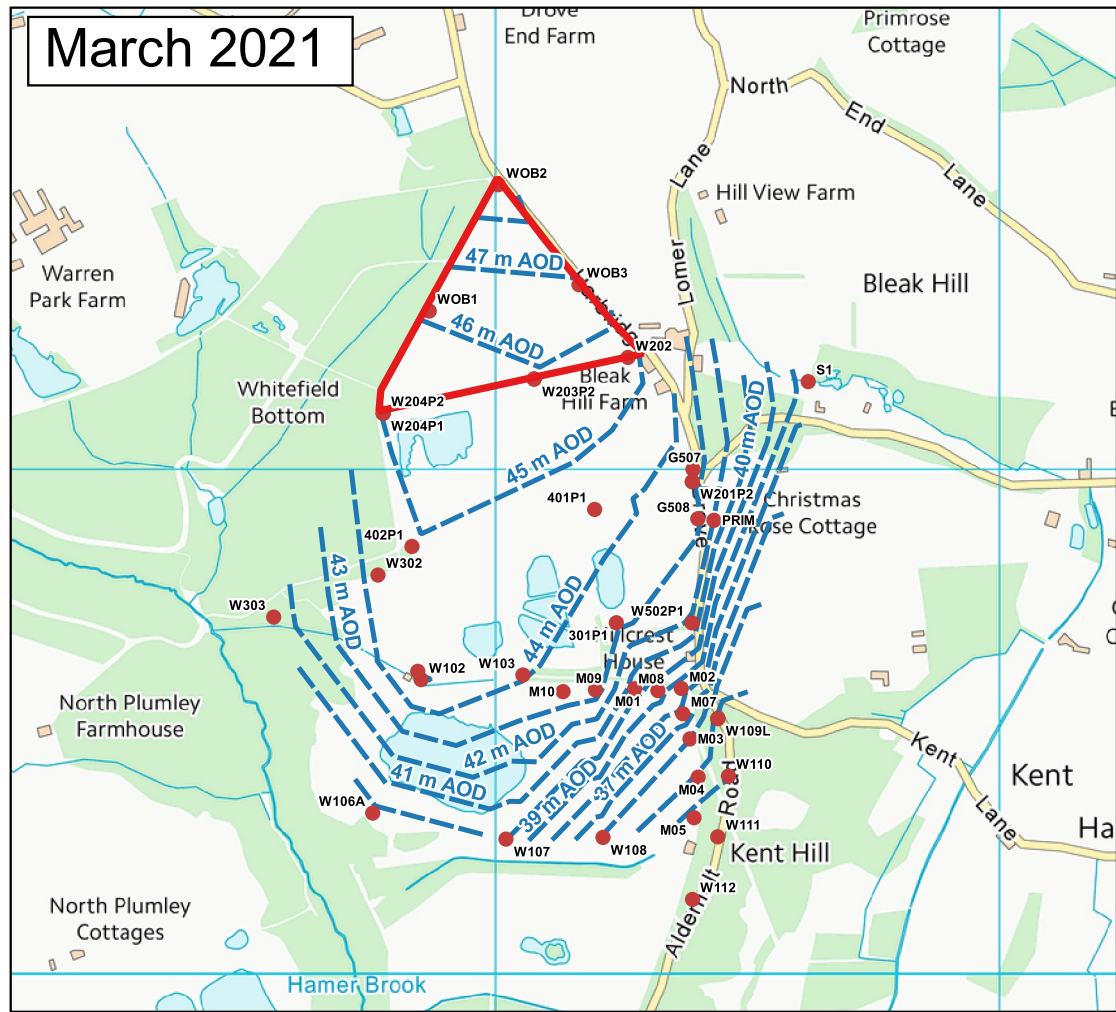 March 2021
Drove
End Farm
Primrose
Cottage
North
End
Lane
Lane
WOB2
Hill View Farm
Lomer
47 m AOD
Warren
Park Farm
WOB3
Bleak Hill
WOB1
46 m AOD
W202
S1
Bleak
Hill Farm
W203P2
Whitefield
Bottom
W204P2
W204P1
40 m AOD
45 m AOD
G507
W201P2
401P1
G508
PRIM
Christmas
Rose Cottage
402P1
W302
43 m AOD
44 m AOD
W303
W502P1
301P1
Hillcrest
House
W102
W103
M10
M09
M01
M08
M02
M07
W109L
North Plumley
Farmhouse
42 m AOD
M03
41 m AOD
39 m AOD
37 m AOD
W110
M04
Kent
Lane
Kent
Ha
W106A
M05
W107
W108
W111
Kent Hill
Road
W112
North Plumley
Cottages
Hamer Brook